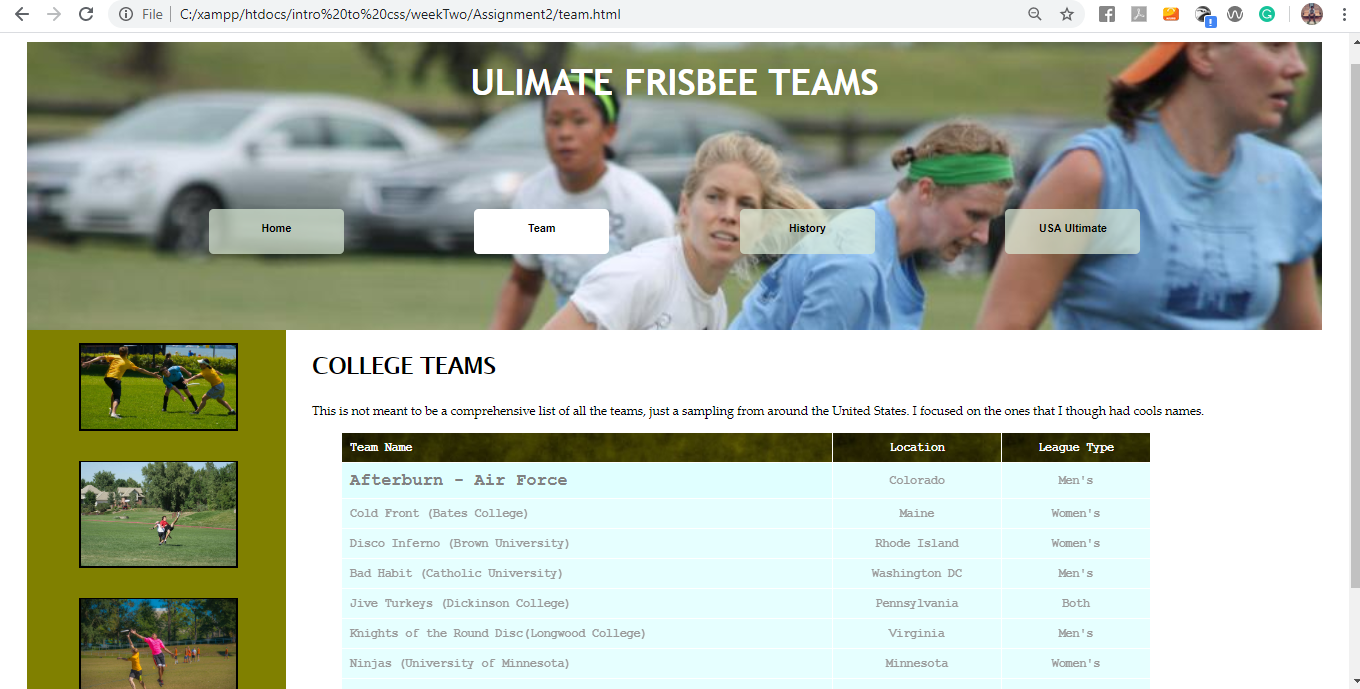 File | C:/xampp/htdocs/intro%20to%20css/weekTwo/Assignment2/team.html
ULIMATE FRISBEE TEAMS
Home Team History USA Ultimate
COLLEGE TEAMS
This is not meant to be a comprehensive list of all the teams, just a sampling from around the United States. I focused on the ones that I though had cools names.
Team Name Location League Type
Afterburn - Air Force Colorado Men's
Cold Front (Bates College) Maine Women's
Disco Inferno (Brown University) Rhode Island Women's
Bad Habit (Catholic University) Washington DC Men's
Jive Turkeys (Dickinson College) Pennsylvania Both
Knights of the Round Disc(Longwood College) Virginia Men's
Ninjas (University of Minnesota) Minnesota Women's